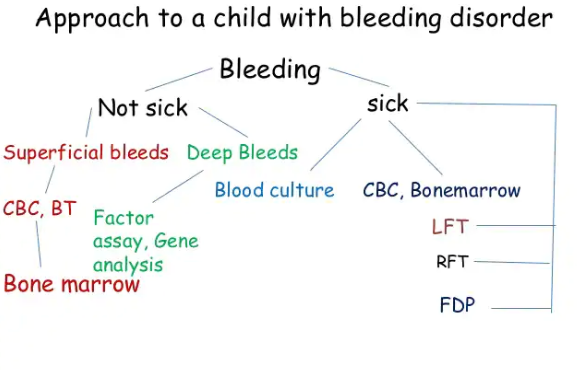 Approach to a child with bleeding disorder
Bleeding
Not sick
sick
Superficial bleeds
Deep Bleeds
Blood culture
CBC, Bonemarrow
CBC, BT
Factor
assay, Gene
analysis
LFT
RFT
Bone marrow
FDP